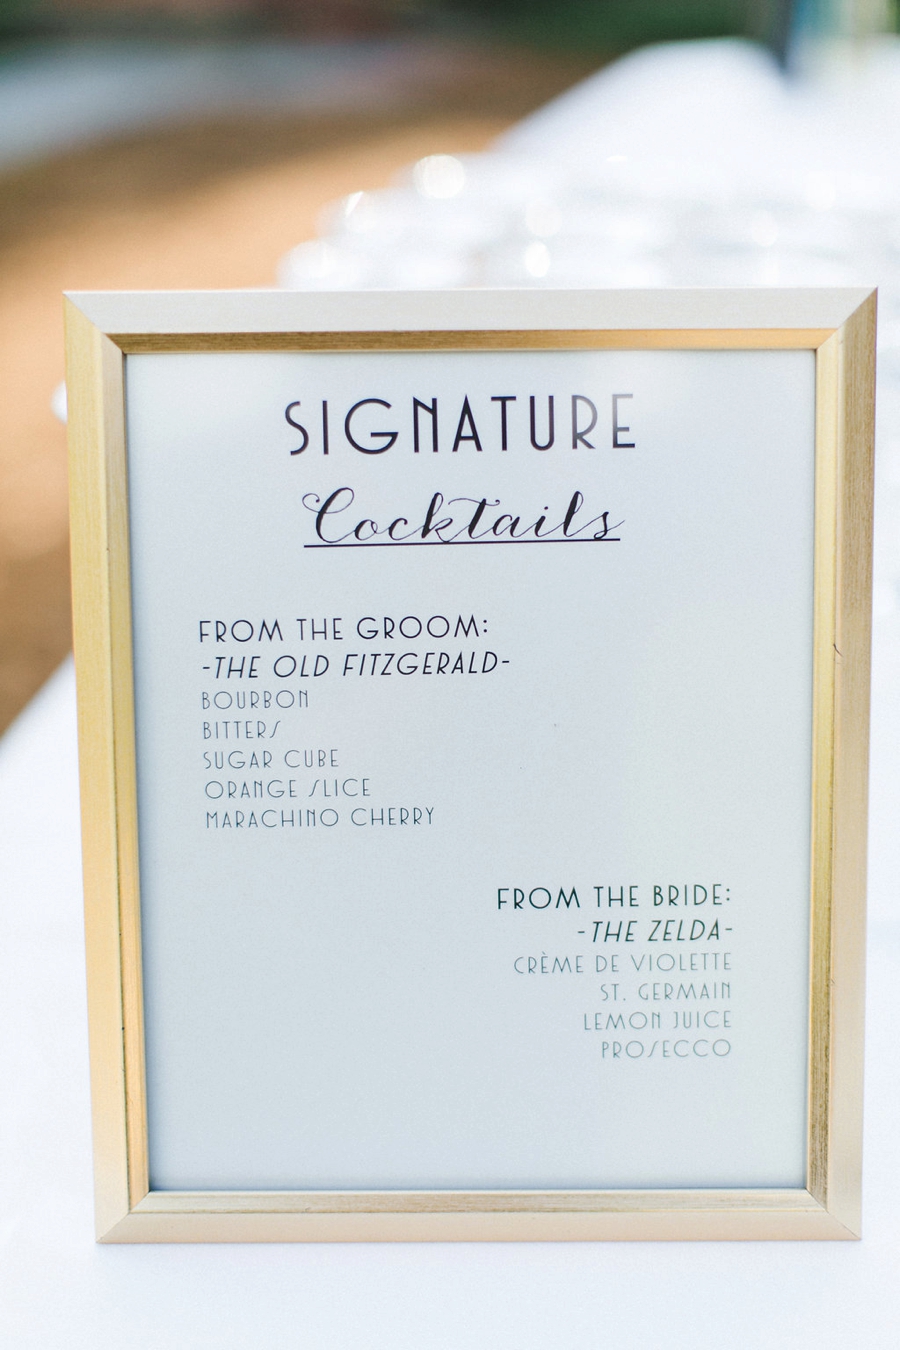 SIGNATURE
Cocktails
FROM THE GROOM:
-THE OLD FITZGERALD-
BOURBON
BITTERS
SUGAR CUBE
ORANGE SLICE
MARACHINO CHERRY
FROM THE BRIDE:
-THE ZELDA-
CRÈME DE VIOLETTE
ST. GERMAIN
LEMON JUICE
PROSECCO